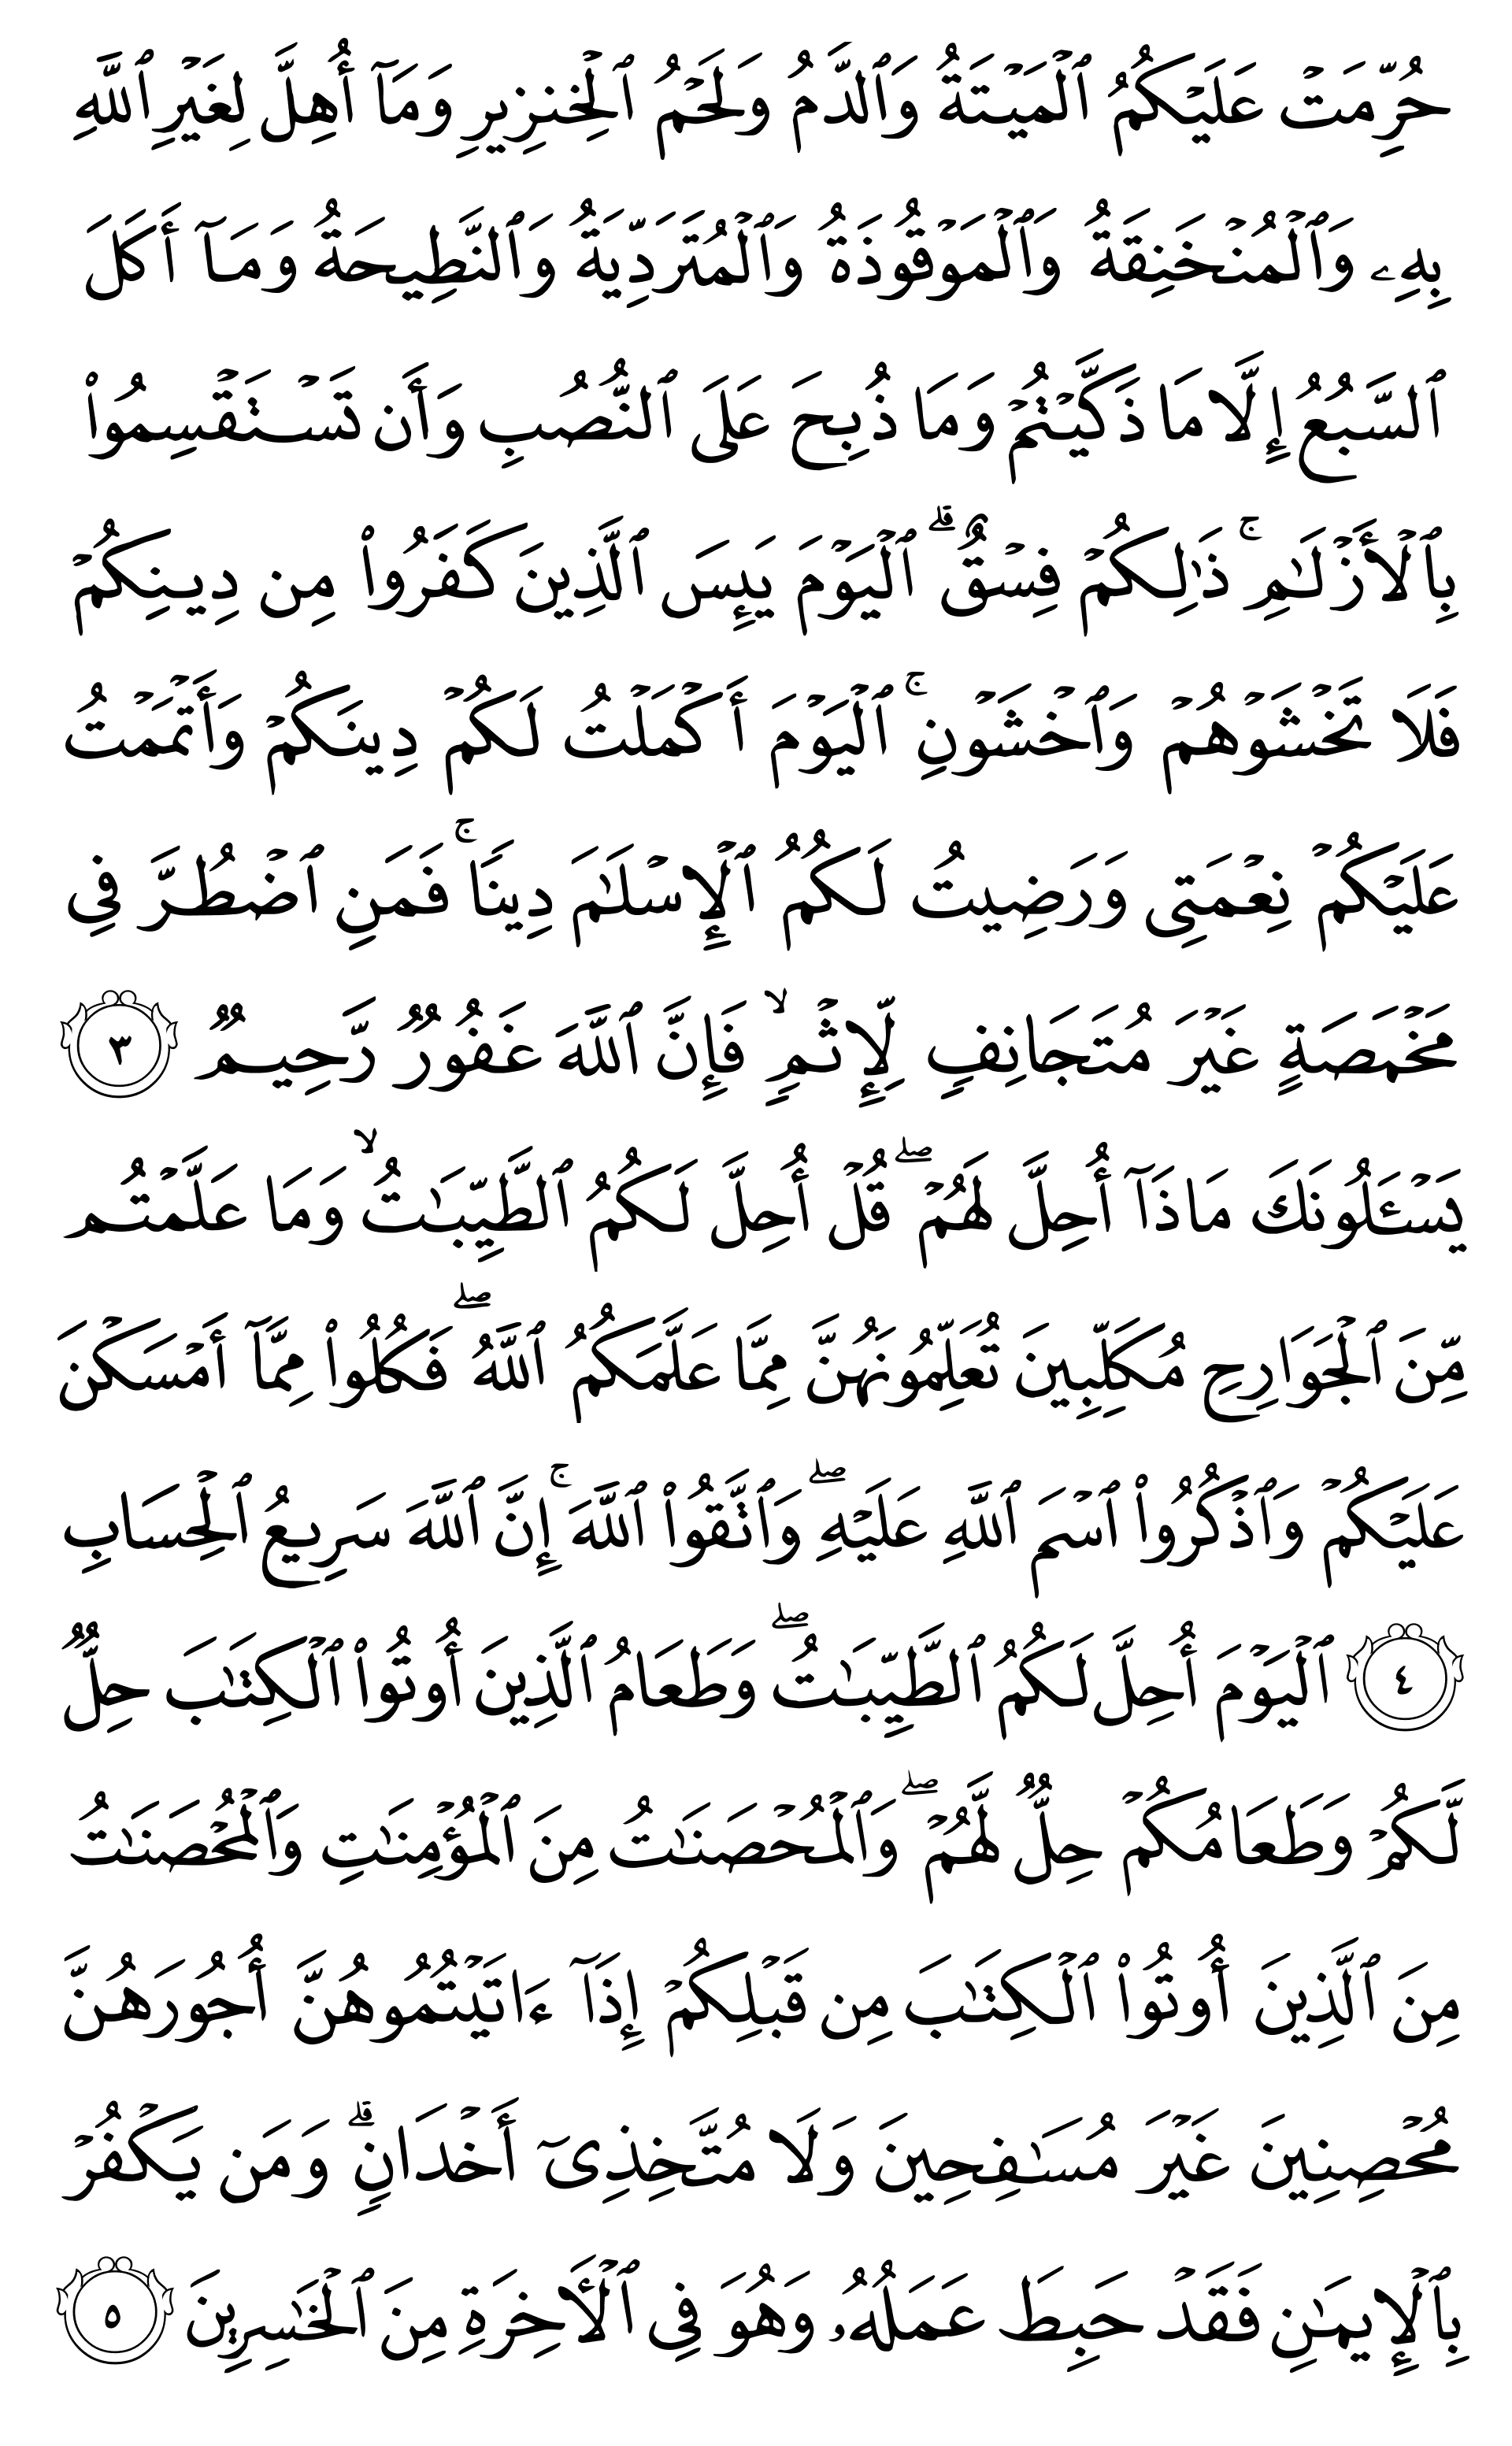 حُرِّمَتْ عَلَيْكُمُ ٱلْمَيْتَةُ وَٱلدَّمُ وَلَحْمُ ٱلْخِنزِيرِ وَمَآ أُهِلَّ لِغَيْرِ ٱللَّهِ
بِهِۦ وَٱلْمُنْخَنِقَةُ وَٱلْمَوْقُوذَةُ وَٱلْمُتَرَدِّيَةُ وَٱلنَّطِيحَةُ وَمَآ أَكَلَ
ٱلسَّبُعُ إِلَّا مَا ذَكَّيْتُمْ وَمَا ذُبِحَ عَلَى ٱلنُّصُبِ وَأَن تَسْتَقْسِمُوا۟
بِٱلْأَزْلَـٰمِ ۚ ذَٰلِكُمْ فِسْقٌ ۗ ٱلْيَوْمَ يَئِسَ ٱلَّذِينَ كَفَرُوا۟ مِن دِينِكُمْ
فَلَا تَخْشَوْهُمْ وَٱخْشَوْنِ ۚ ٱلْيَوْمَ أَكْمَلْتُ لَكُمْ دِينَكُمْ وَأَتْمَمْتُ
عَلَيْكُمْ نِعْمَتِى وَرَضِيتُ لَكُمُ ٱلْإِسْلَـٰمَ دِينًا ۚ فَمَنِ ٱضْطُرَّ فِى
مَخْمَصَةٍ غَيْرَ مُتَجَانِفٍ لِّإِثْمٍ ۙ فَإِنَّ ٱللَّهَ غَفُورٌ رَّحِيمٌ ٣
يَسْـَٔلُونَكَ مَاذَآ أُحِلَّ لَهُمْ ۖ قُلْ أُحِلَّ لَكُمُ ٱلطَّيِّبَـٰتُ ۙ وَمَا عَلَّمْتُم
مِّنَ ٱلْجَوَارِحِ مُكَلِّبِينَ تُعَلِّمُونَهُنَّ مِمَّا عَلَّمَكُمُ ٱللَّهُ ۖ فَكُلُوا۟ مِمَّآ أَمْسَكْنَ
عَلَيْكُمْ وَٱذْكُرُوا۟ ٱسْمَ ٱللَّهِ عَلَيْهِ ۖ وَٱتَّقُوا۟ ٱللَّهَ ۚ إِنَّ ٱللَّهَ سَرِيعُ ٱلْحِسَابِ
٤ ٱلْيَوْمَ أُحِلَّ لَكُمُ ٱلطَّيِّبَـٰتُ ۖ وَطَعَامُ ٱلَّذِينَ أُوتُوا۟ ٱلْكِتَـٰبَ حِلٌّ
لَّكُمْ وَطَعَامُكُمْ حِلٌّ لَّهُمْ ۖ وَٱلْمُحْصَنَـٰتُ مِنَ ٱلْمُؤْمِنَـٰتِ وَٱلْمُحْصَنَـٰتُ
مِنَ ٱلَّذِينَ أُوتُوا۟ ٱلْكِتَـٰبَ مِن قَبْلِكُمْ إِذَآ ءَاتَيْتُمُوهُنَّ أُجُورَهُنَّ
مُحْصِنِينَ غَيْرَ مُسَـٰفِحِينَ وَلَا مُتَّخِذِىٓ أَخْدَانٍ ۗ وَمَن يَكْفُرْ
بِٱلْإِيمَـٰنِ فَقَدْ حَبِطَ عَمَلُهُۥ وَهُوَ فِى ٱلْـَٔاخِرَةِ مِنَ ٱلْخَـٰسِرِينَ ٥